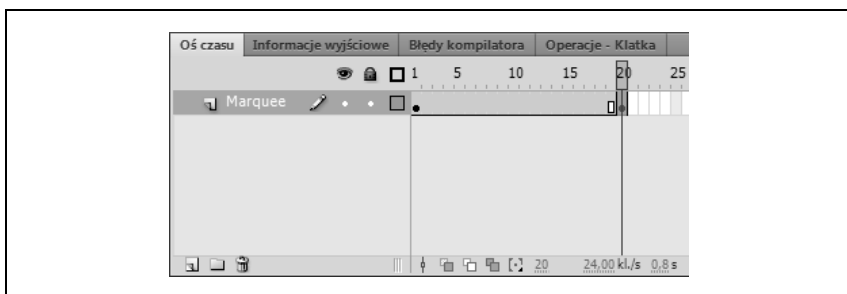 Oś czasu Informacje wyjściowe Błędy kompilatora Operacje - Klatka
1 5 10 15 20 25
Marquee
20 24,00 kl./s 0,8 s